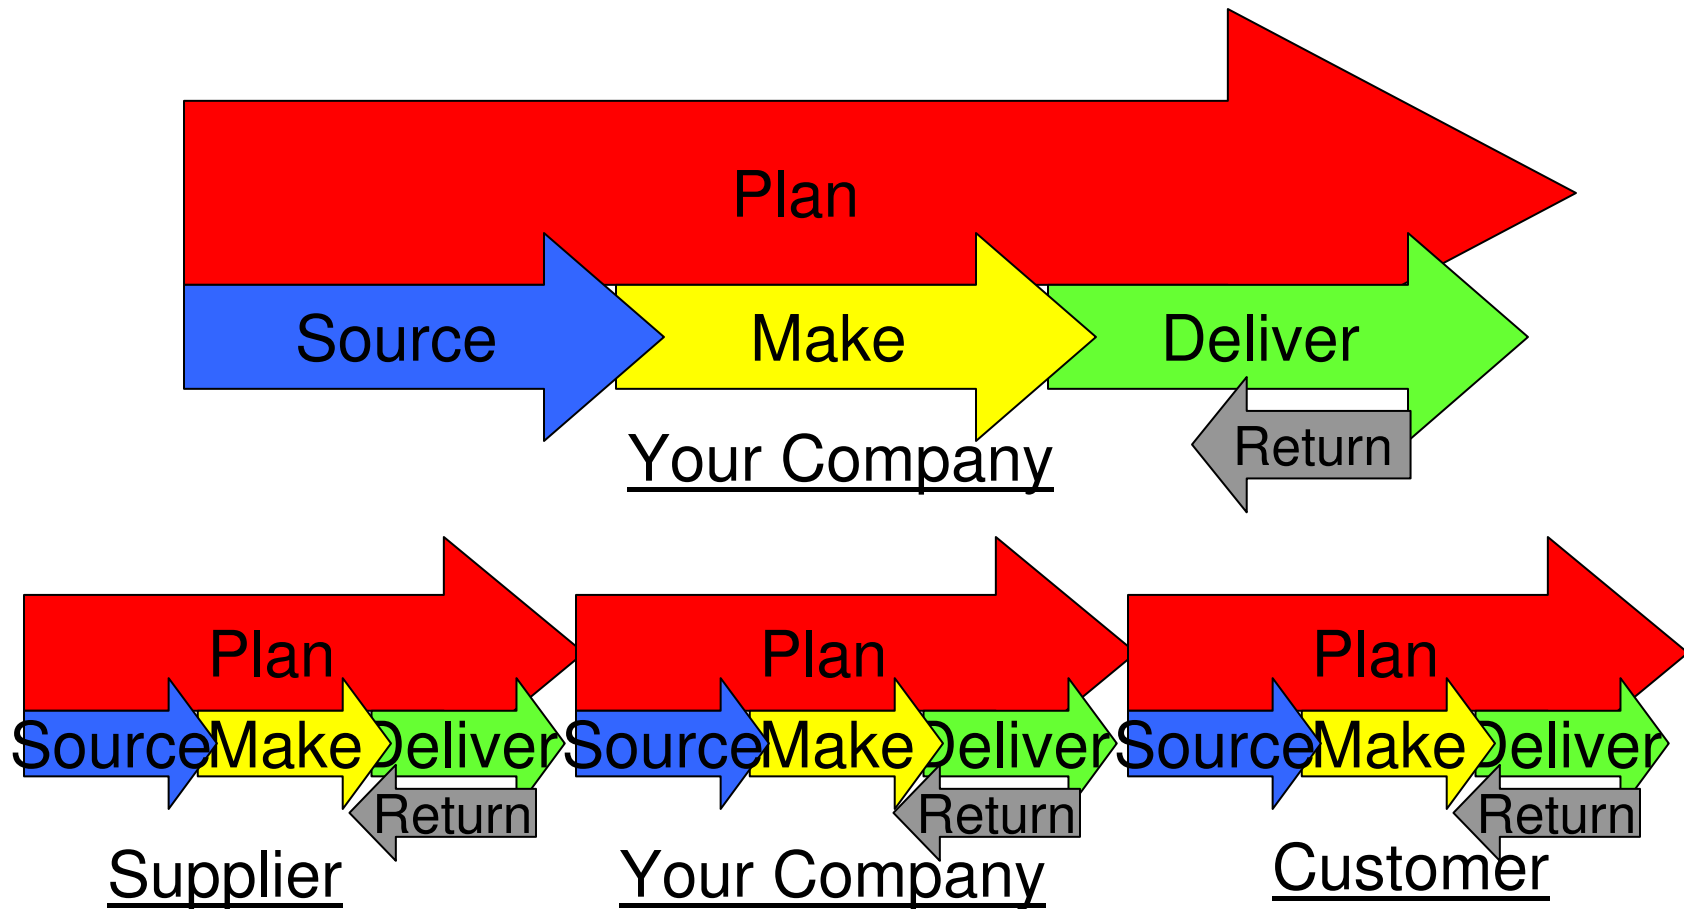 Plan
Source Make Deliver
Return
Your Company
Plan Plan Plan
Source Make Deliver Source Make Deliver Source Make Deliver
Return Return Return
Supplier Your Company Customer